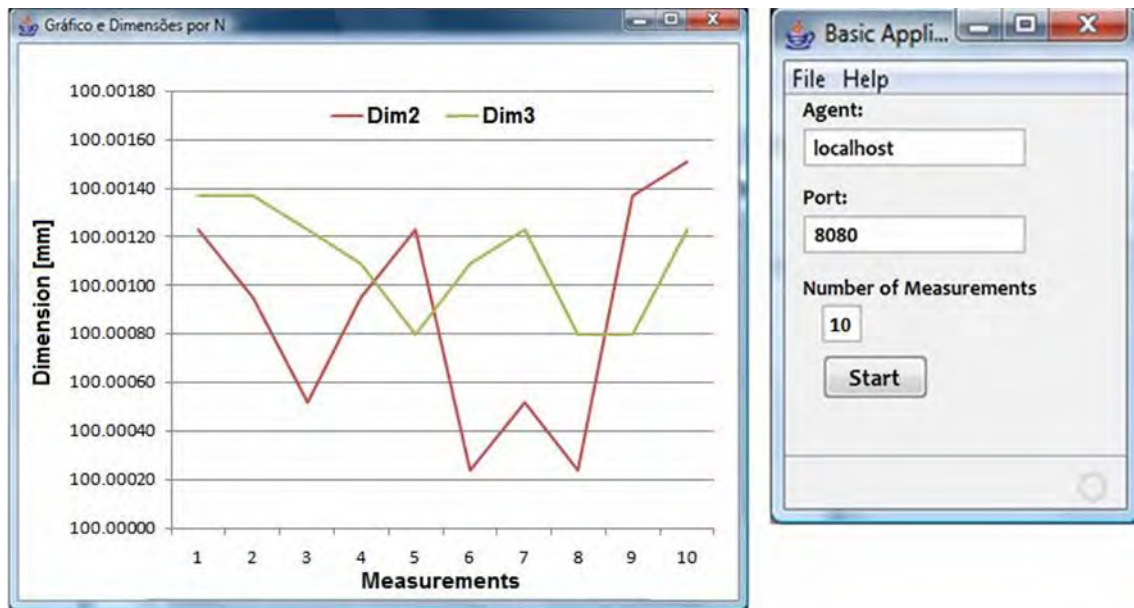 Gráfico e Dimensões por N
100.00180
100.00160
100.00140
100.00120
100.00100
100.00080
100.00060
100.00040
100.00020
100.00000
Dimension [mm]
Dim2 Dim3
1 2 3 4 5 6 7 8 9 10
Measurements
Basic Appli...
File Help
Agent:
localhost
Port:
8080
Number of Measurements
10
Start